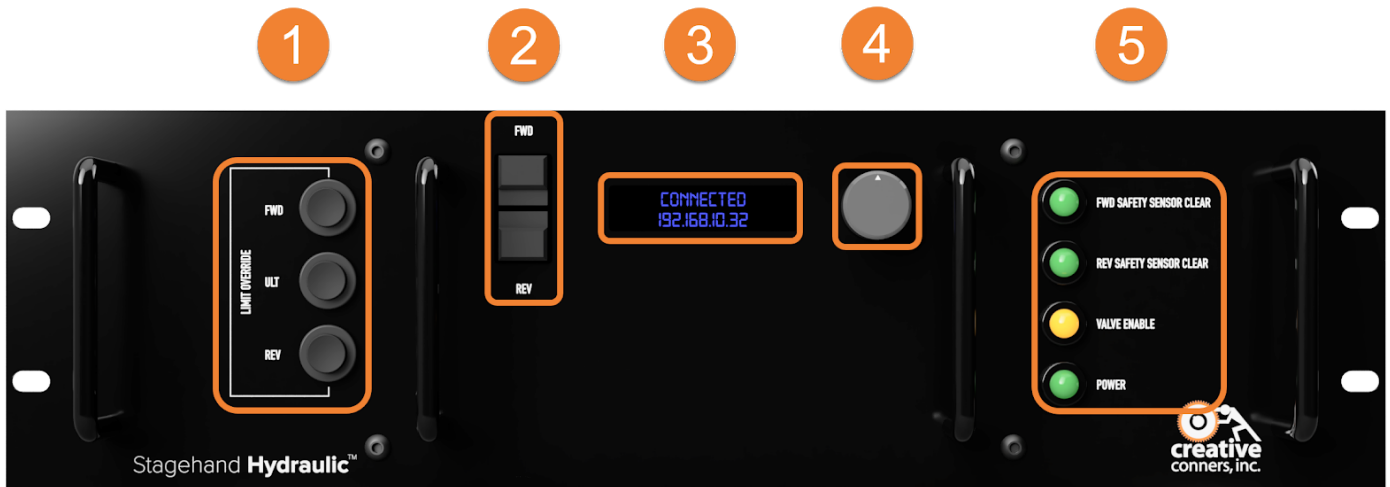 1
2
3
4
5
LIMIT OVERRIDE
FWD
ULT
REV
FWD
REV
CONNECTED
192.168.10.32
FWD SAFETY SENSOR CLEAR
REV SAFETY SENSOR CLEAR
VALVE ENABLE
POWER
Stagehand Hydraulic™
creative
conners, inc.